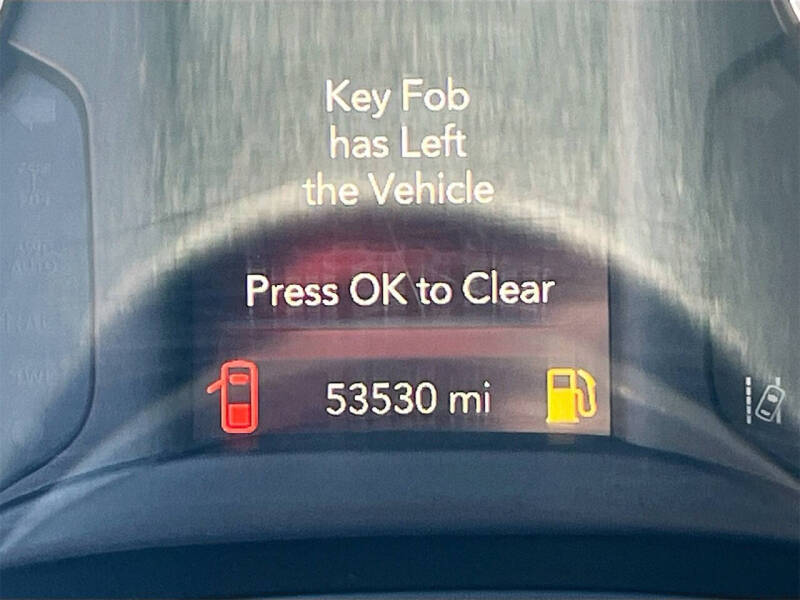 Key Fob
has Left
the Vehicle
Press OK to Clear
53530 mi